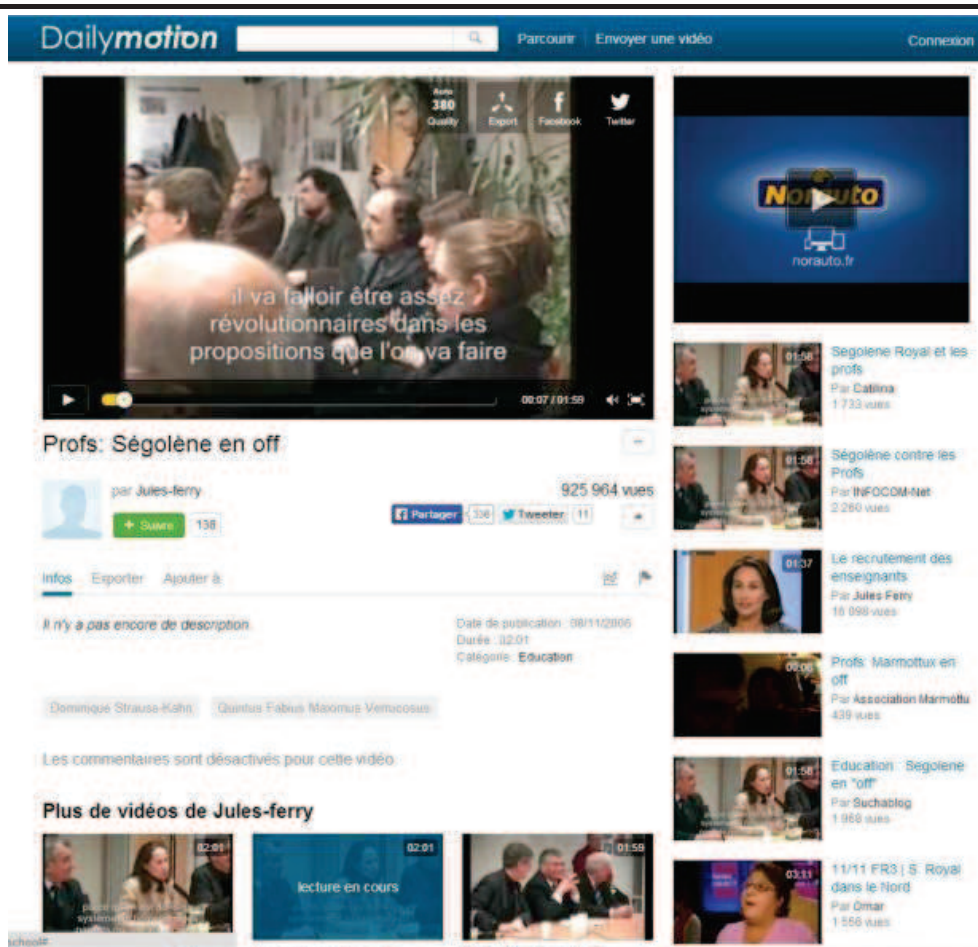 Dailymotion
Parcourir Envoyer une vidéo
Connexion
Auto
380
Quality
Export
Facebook
Twitter
il va falloir être assez
révolutionnaires dans les
propositions que l'on va faire
00:07 / 01:59
Norauto
norauto.fr
Profs: Ségolène en off
par Jules-ferry
925 964 vues
+ Suivre 138
Partager 336 Tweeter 11
Infos Exporter Ajouter à
Il n'y a pas encore de description
Date de publication : 08/11/2006
Durée : 02:01
Catégorie : Education
Dominique Strauss-Kahn Quintus Fabius Maximus Verrucosus
Les commentaires sont désactivés pour cette vidéo
Plus de vidéos de Jules-ferry
02:01
02:01
lecture en cours
01:59
01:58
Segolene Royal et les
profs
Par Catilina
1 733 vues
01:58
Ségolène contre les
Profs
Par INFOCOM-Net
2 260 vues
01:37
Le recrutement des
enseignants
Par Jules Ferry
16 098 vues
00:06
Profs: Marmottux en
off
Par Association Marmottu
439 vues
01:58
Education : Segolene
en "off"
Par Suchablog
1 968 vues
03:11
11/11 FR3 | S. Royal
dans le Nord
Par Omar
1 556 vues